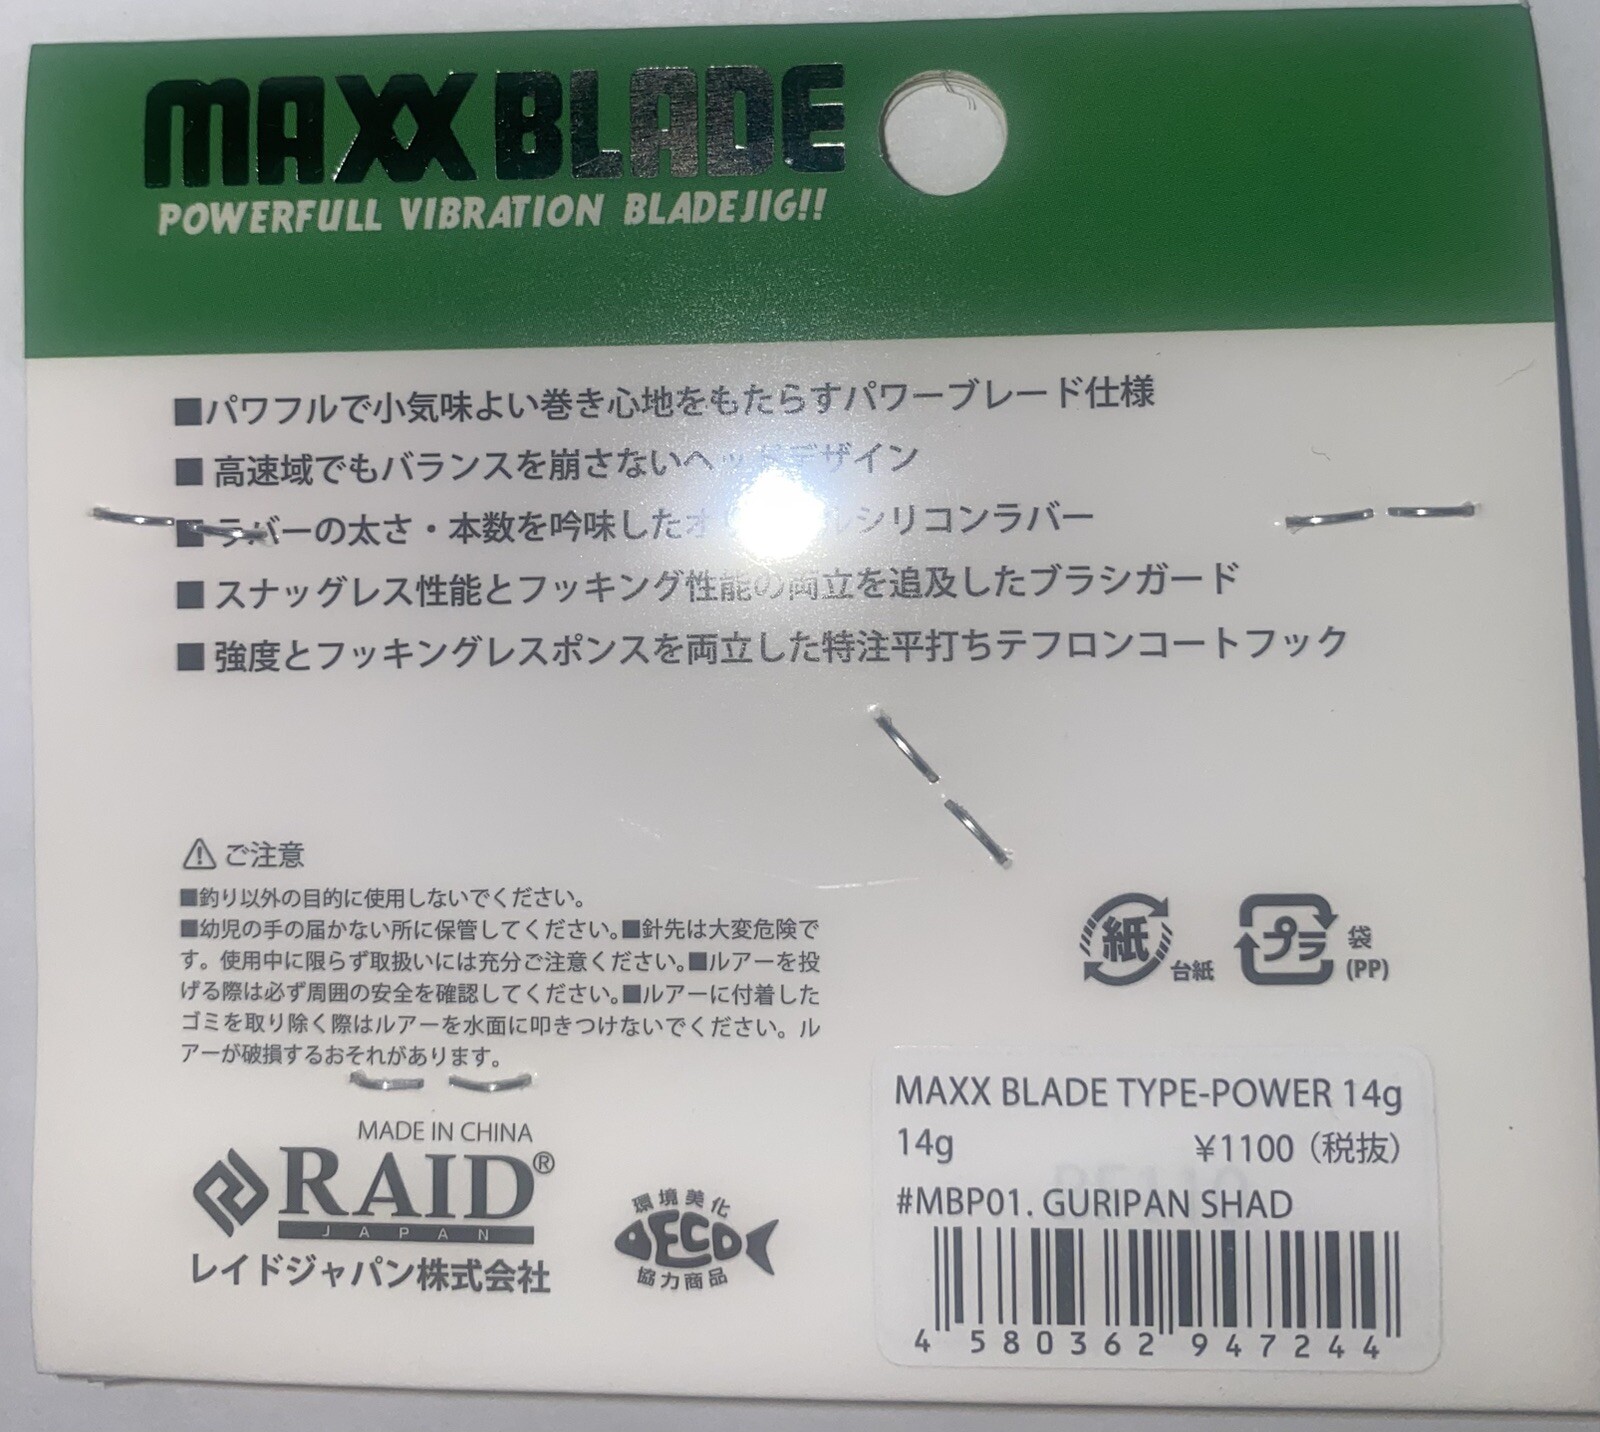 MAXX BLADE
POWERFULL VIBRATION BLADEJIG!!
■パワフルで小気味よい巻き心地をもたらすパワーブレード仕様
■ 高速域でもバランスを崩さないヘッドデザイン
■ ラバーの太さ・本数を吟味したオ ルシリコンラバー
■ スナッグレス性能とフッキング性能の両立を追及したブラシガード
■ 強度とフッキングレスポンスを両立した特注平打ちテフロンコートフック
⚠ ご注意
■釣り以外の目的に使用しないでください。
■幼児の手の届かない所に保管してください。■針先は大変危険で
す。使用中に限らず取扱いには充分ご注意ください。■ルアーを投
げる際は必ず周囲の安全を確認してください。■ルアーに付着した
ゴミを取り除く際はルアーを水面に叩きつけないでください。ル
アーが破損するおそれがあります。
紙 台紙
プラ 袋
(PP)
MADE IN CHINA
RAID®
JAPAN
レイドジャパン株式会社
環境美化
ECO
協力商品
MAXX BLADE TYPE-POWER 14g
14g ¥1100（税抜）
#MBP01. GURIPAN SHAD
4 580362 947244